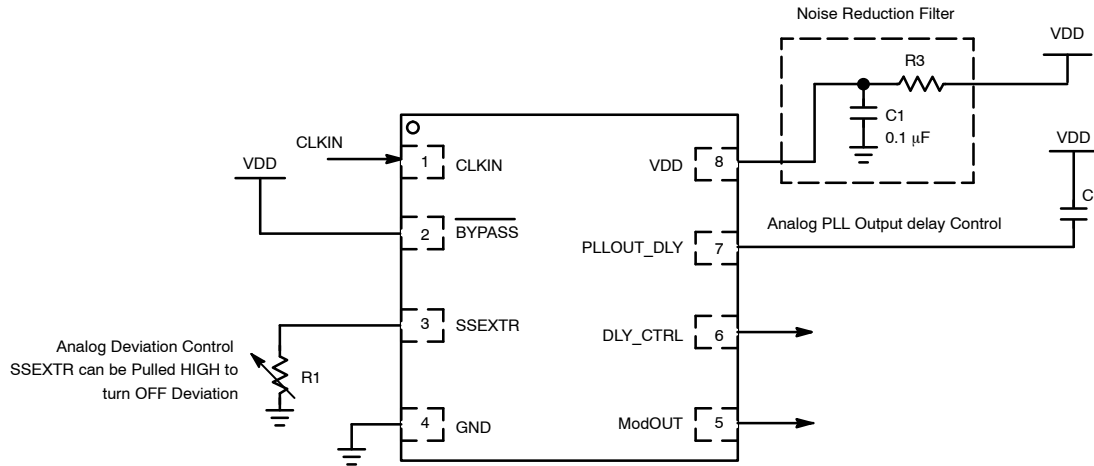 Noise Reduction Filter
VDD
R3
C1
0.1 μF
VDD
C
CLKIN
1
CLKIN
VDD
8
VDD
2
BYPASS
Analog PLL Output delay Control
PLLOUT_DLY
7
3
SSEXTR
DLY_CTRL
6
Analog Deviation Control
SSEXTR can be Pulled HIGH to
turn OFF Deviation
R1
4
GND
ModOUT
5